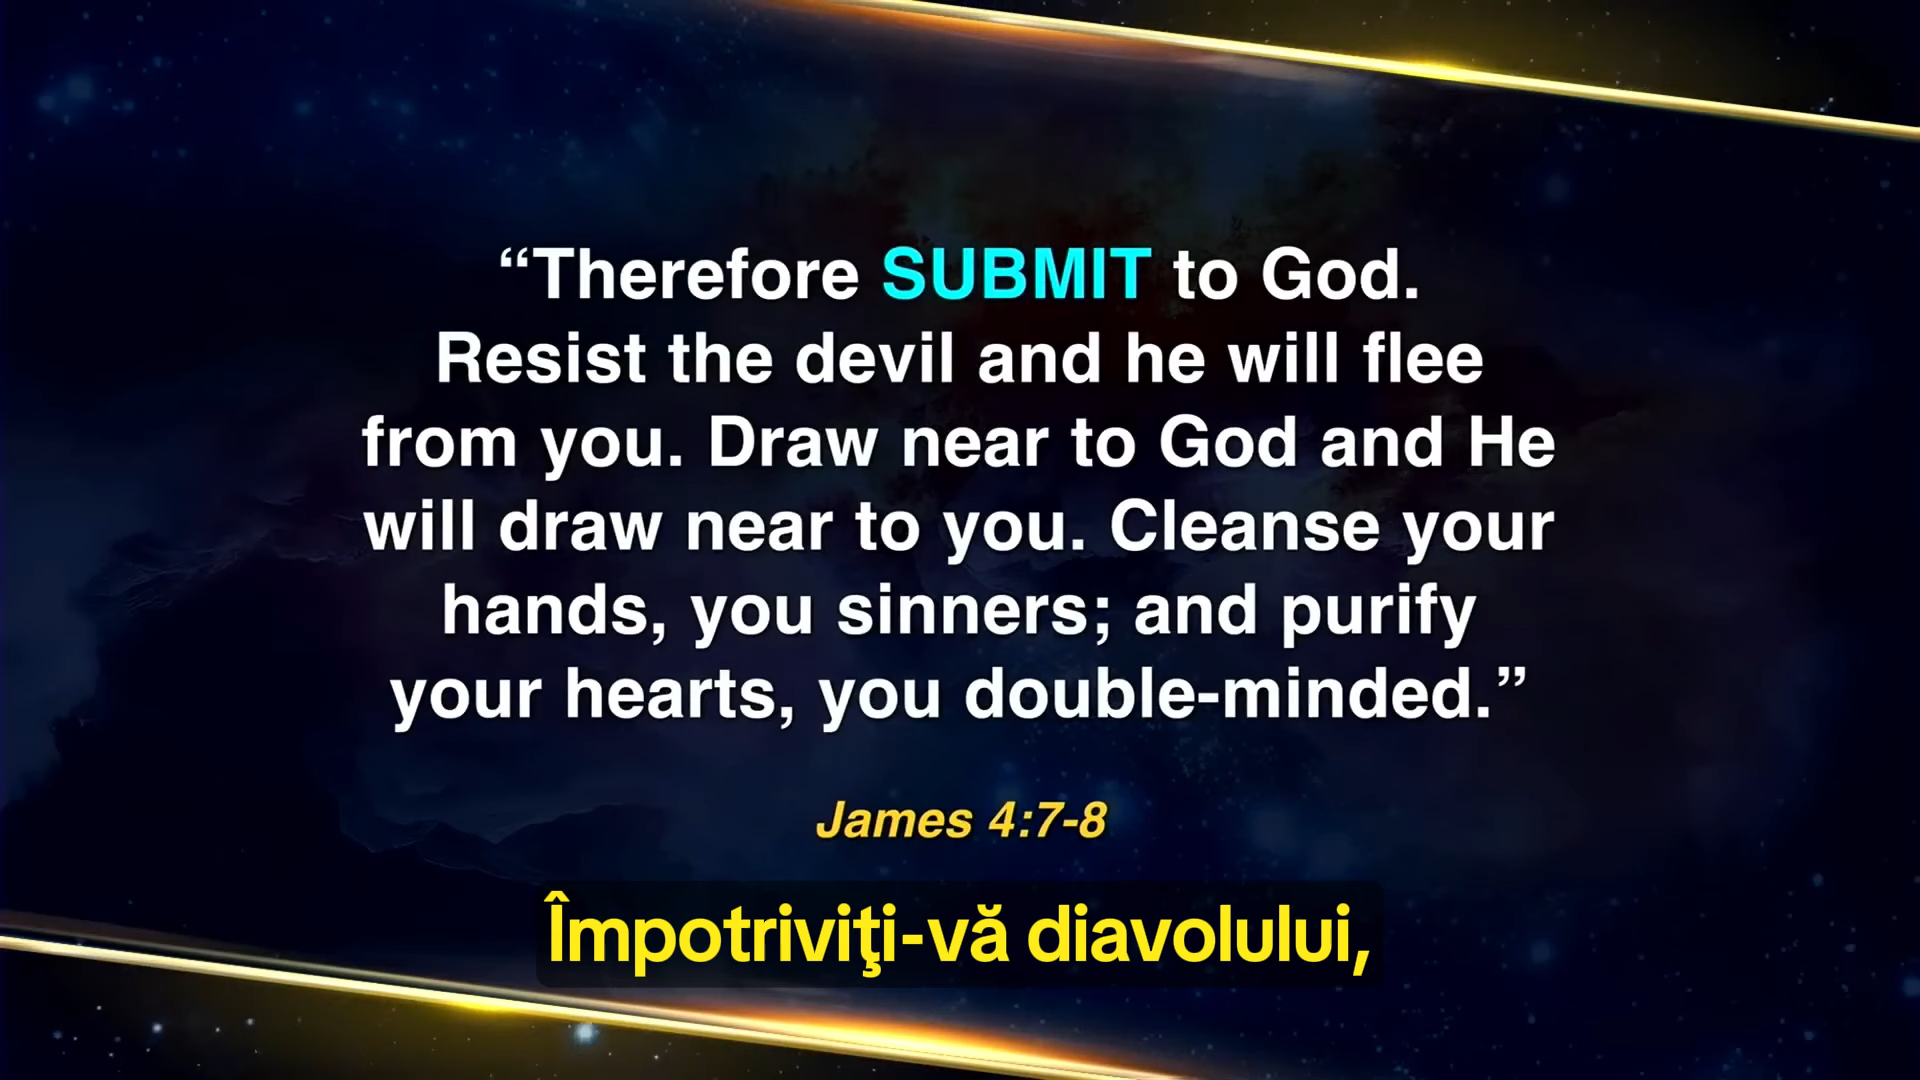 “Therefore SUBMIT to God.
Resist the devil and he will flee
from you. Draw near to God and He
will draw near to you. Cleanse your
hands, you sinners; and purify
your hearts, you double-minded.”
James 4:7-8
Împotriviţi-vă diavolului,